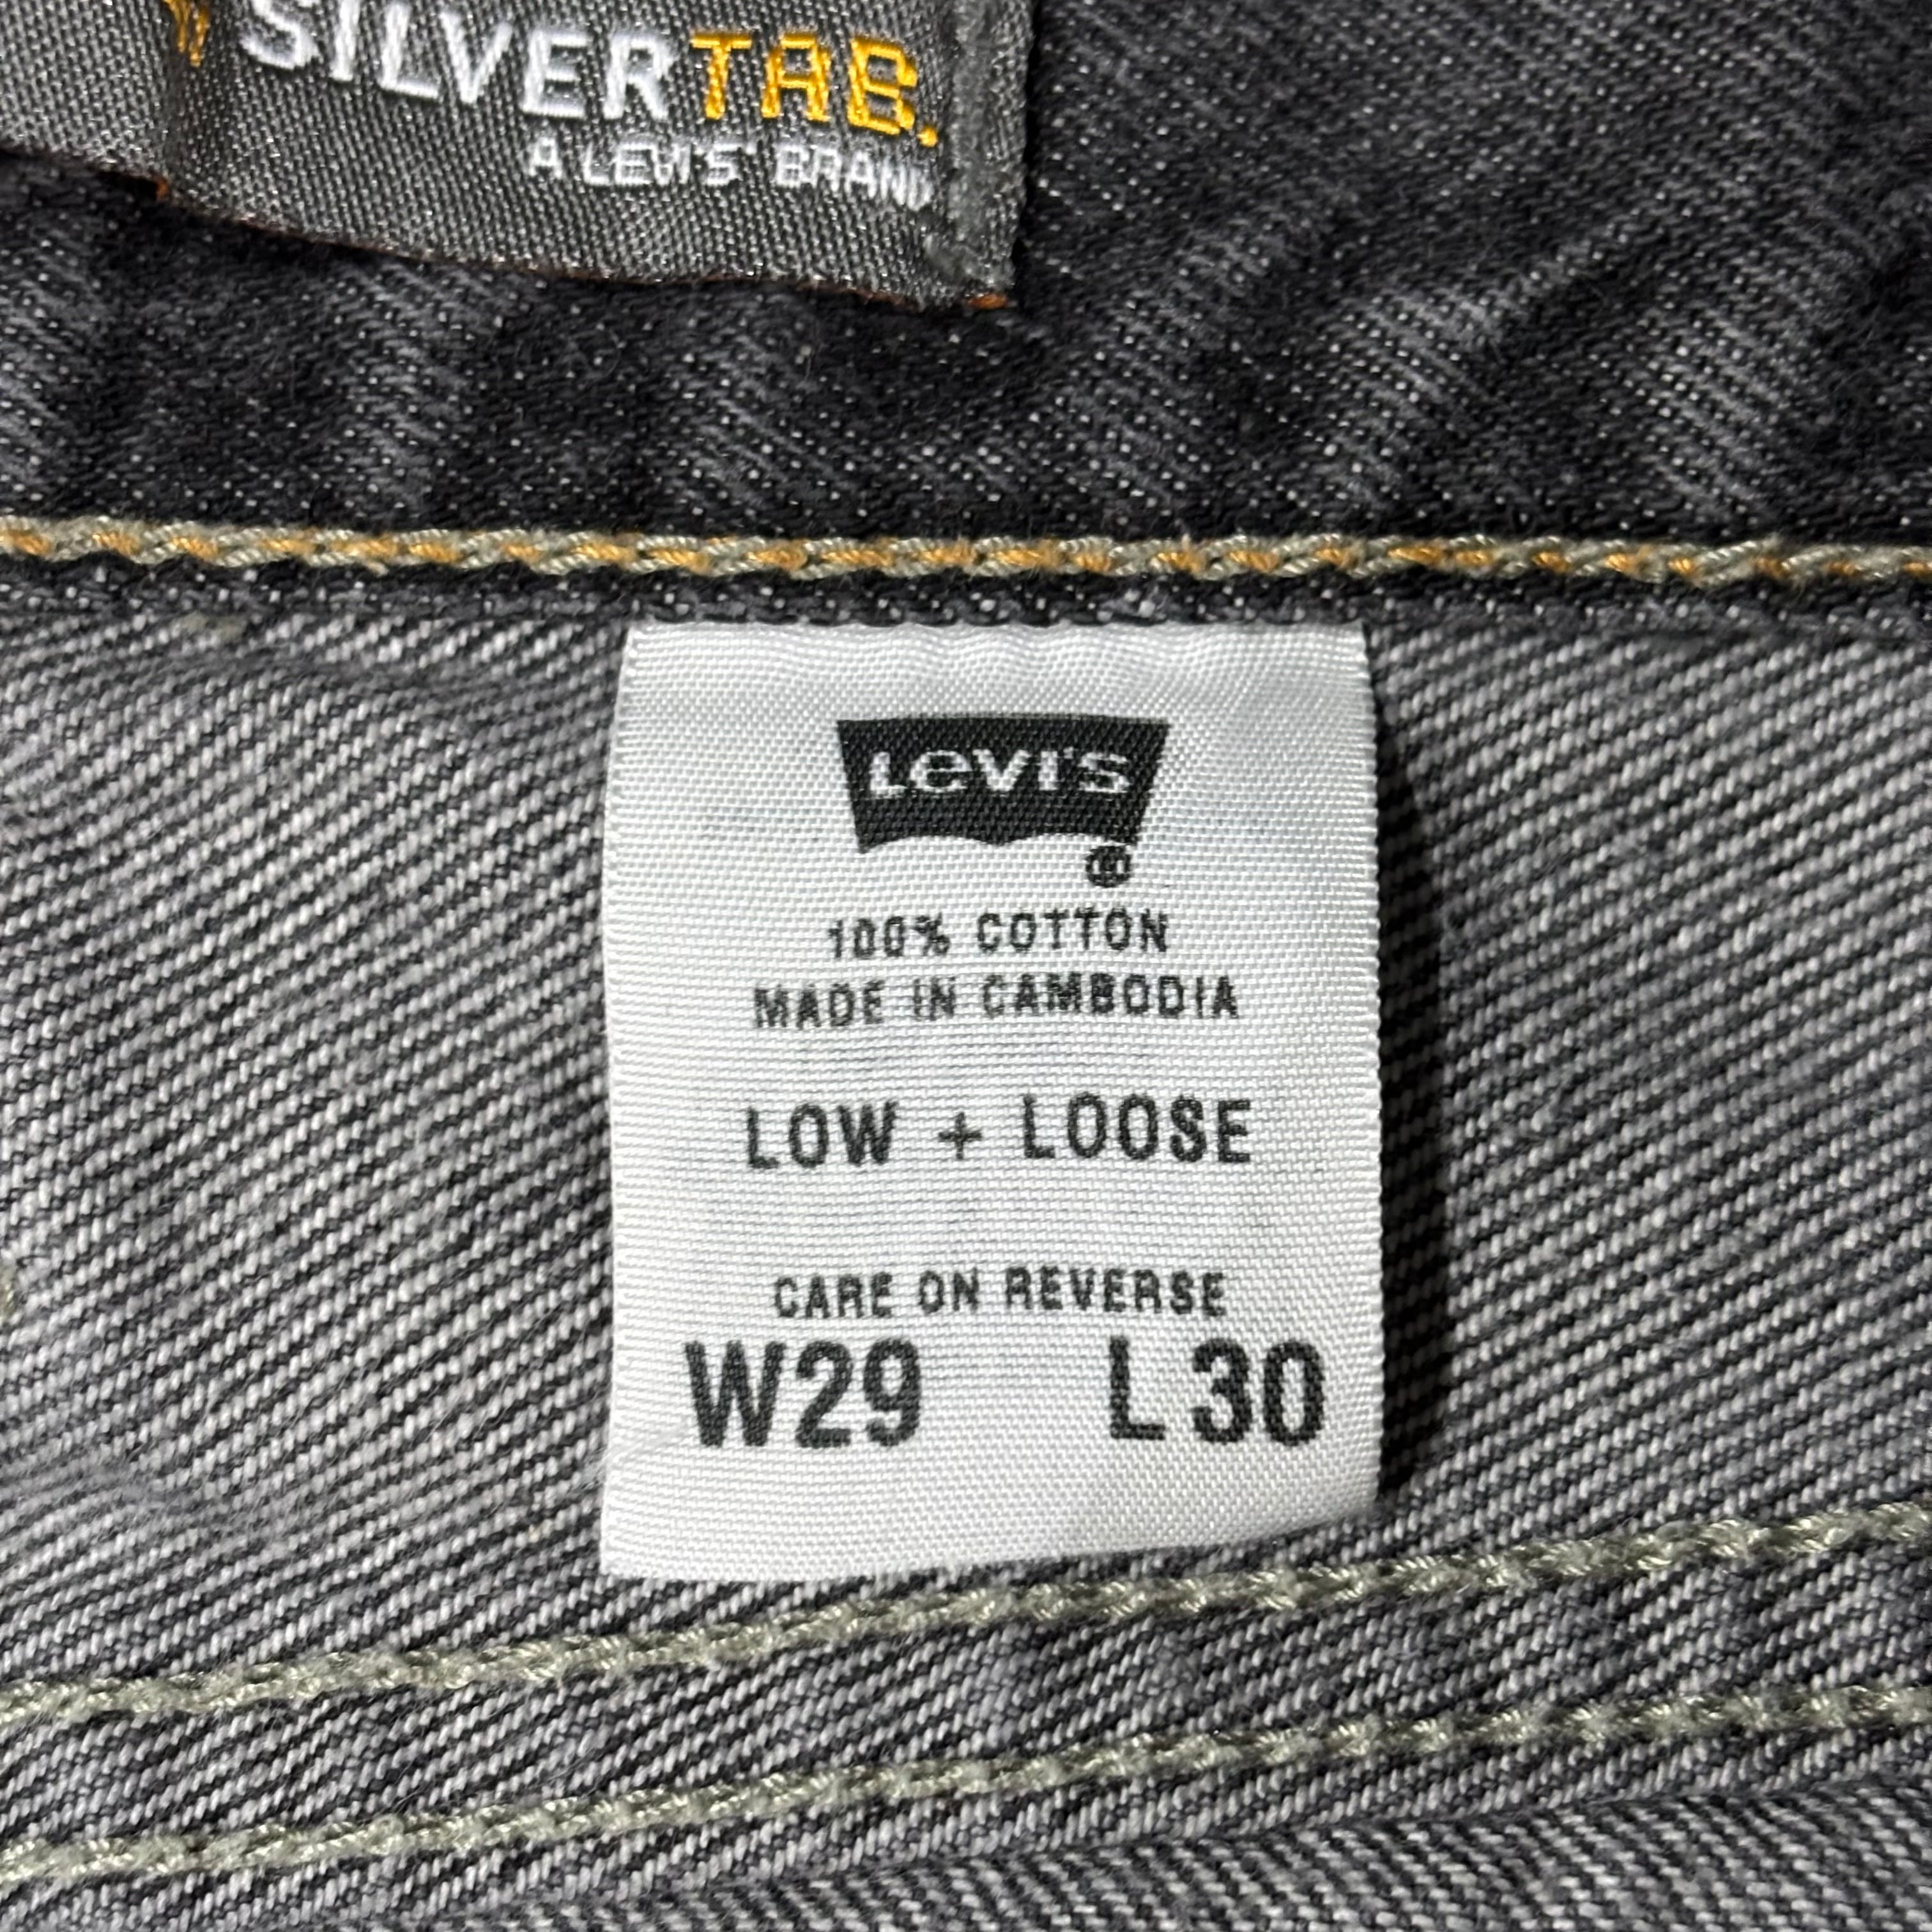 SILVERTAB.
A LEVI'S® BRAND
LEVI'S
®
100% COTTON
MADE IN CAMBODIA
LOW + LOOSE
CARE ON REVERSE
W29 L30